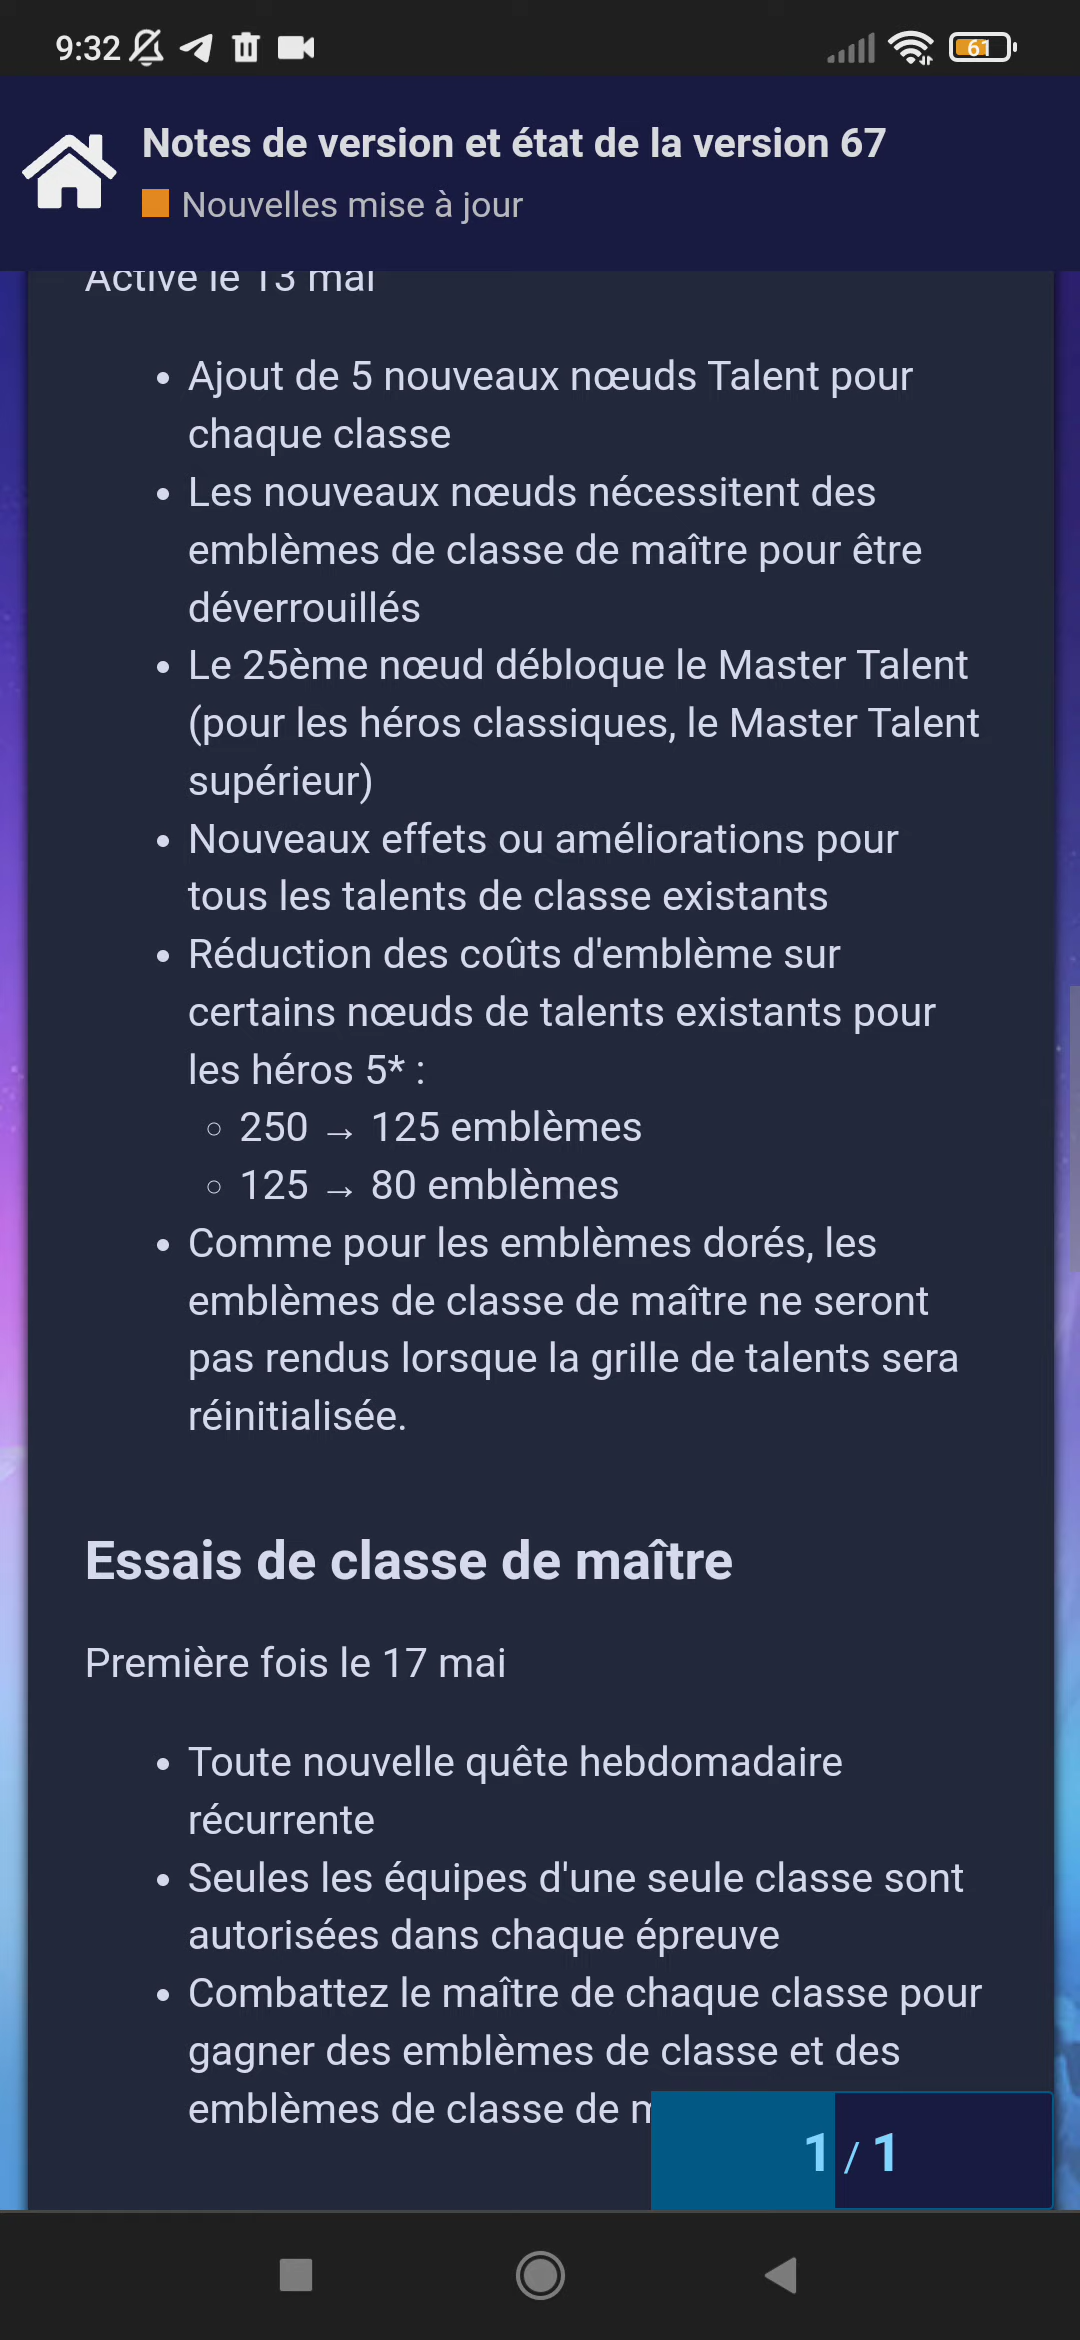 9:32
61
Notes de version et état de la version 67
Nouvelles mise à jour
Active le 13 mai
• Ajout de 5 nouveaux nœuds Talent pour
chaque classe
• Les nouveaux nœuds nécessitent des
emblèmes de classe de maître pour être
déverrouillés
• Le 25ème nœud débloque le Master Talent
(pour les héros classiques, le Master Talent
supérieur)
• Nouveaux effets ou améliorations pour
tous les talents de classe existants
• Réduction des coûts d'emblème sur
certains nœuds de talents existants pour
les héros 5* :
◦ 250 → 125 emblèmes
◦ 125 → 80 emblèmes
• Comme pour les emblèmes dorés, les
emblèmes de classe de maître ne seront
pas rendus lorsque la grille de talents sera
réinitialisée.
Essais de classe de maître
Première fois le 17 mai
• Toute nouvelle quête hebdomadaire
récurrente
• Seules les équipes d'une seule classe sont
autorisées dans chaque épreuve
• Combattez le maître de chaque classe pour
gagner des emblèmes de classe et des
emblèmes de classe de
1 / 1